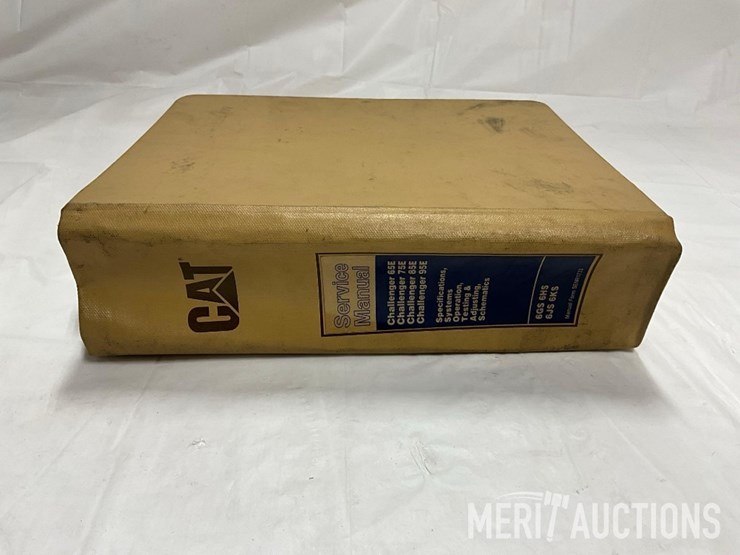 CAT
Service
Manual
Challenger 65E
Challenger 75E
Challenger 85E
Challenger 95E
Specifications,
Systems
Operation,
Testing &
Adjusting,
Schematics
6GS 6HS
6JS 6KS
MERIT AUCTIONS